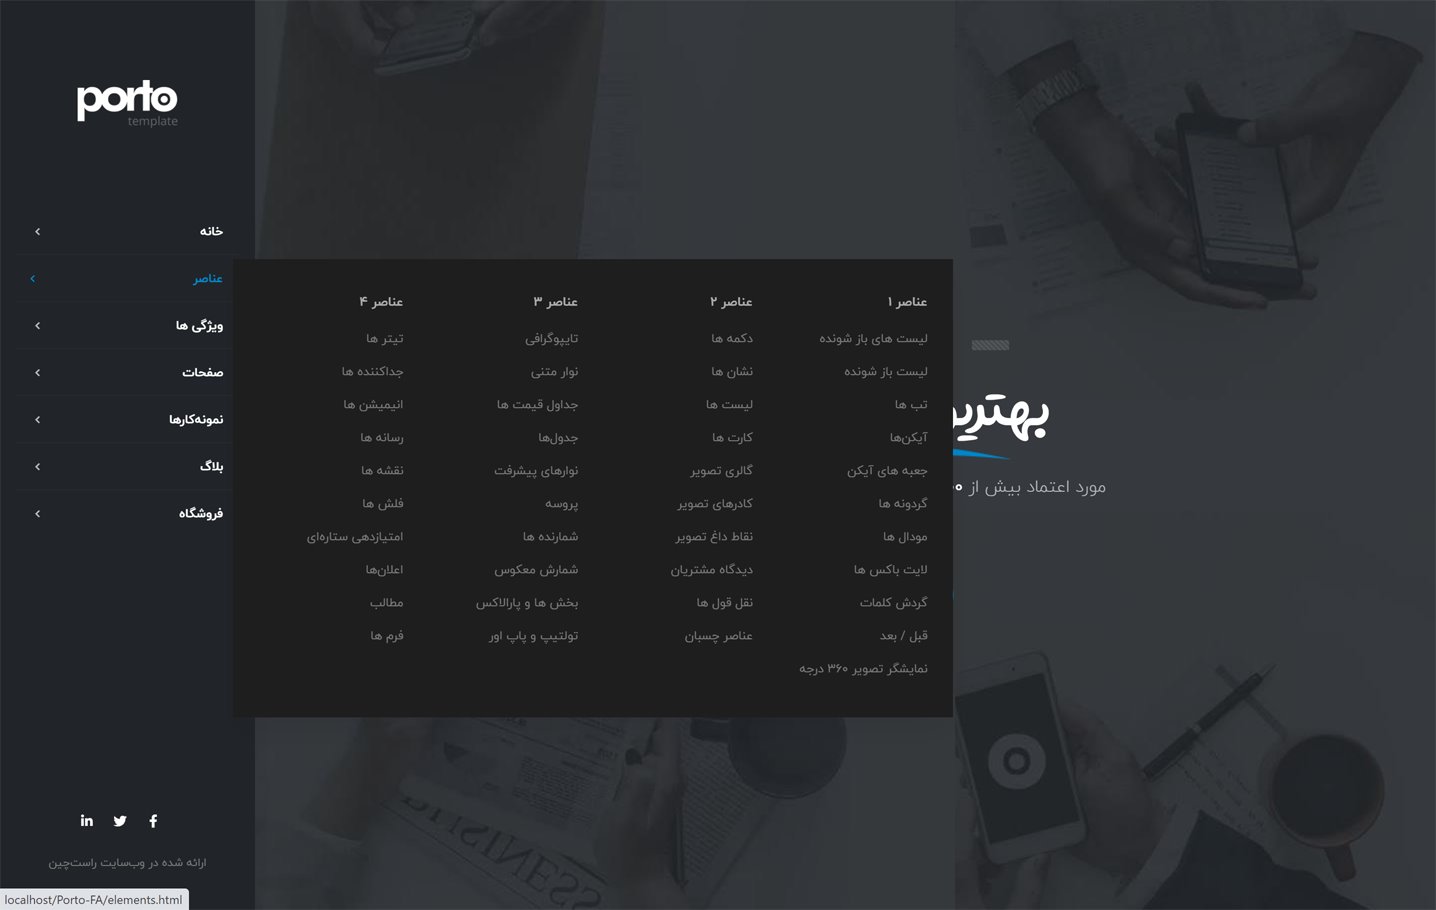 porto
template
خانه
عناصر
ویژگی ها
صفحات
نمونه‌کارها
بلاگ
فروشگاه
عناصر ۱
لیست های باز شونده
لیست باز شونده
تب ها
آیکن‌ها
جعبه های آیکن
گردونه ها
مودال ها
لایت باکس ها
گردش کلمات
قبل / بعد
نمایشگر تصویر ۳۶۰ درجه
عناصر ۲
دکمه ها
نشان ها
لیست ها
کارت ها
گالری تصویر
کادرهای تصویر
نقاط داغ تصویر
دیدگاه مشتریان
نقل قول ها
عناصر چسبان
عناصر ۳
تایپوگرافی
نوار متنی
جداول قیمت ها
جدول‌ها
نوارهای پیشرفت
پروسه
شمارنده ها
شمارش معکوس
بخش ها و پارالاکس
تولتیپ و پاپ اور
عناصر ۴
تیتر ها
جداکننده ها
انیمیشن ها
رسانه ها
نقشه ها
فلش ها
امتیازدهی ستاره‌ای
اعلان‌ها
مطالب
فرم ها
مورد اعتماد بیش از
BUSINESS
ارائه شده در وب‌سایت راست‌چین
localhost/Porto-FA/elements.html